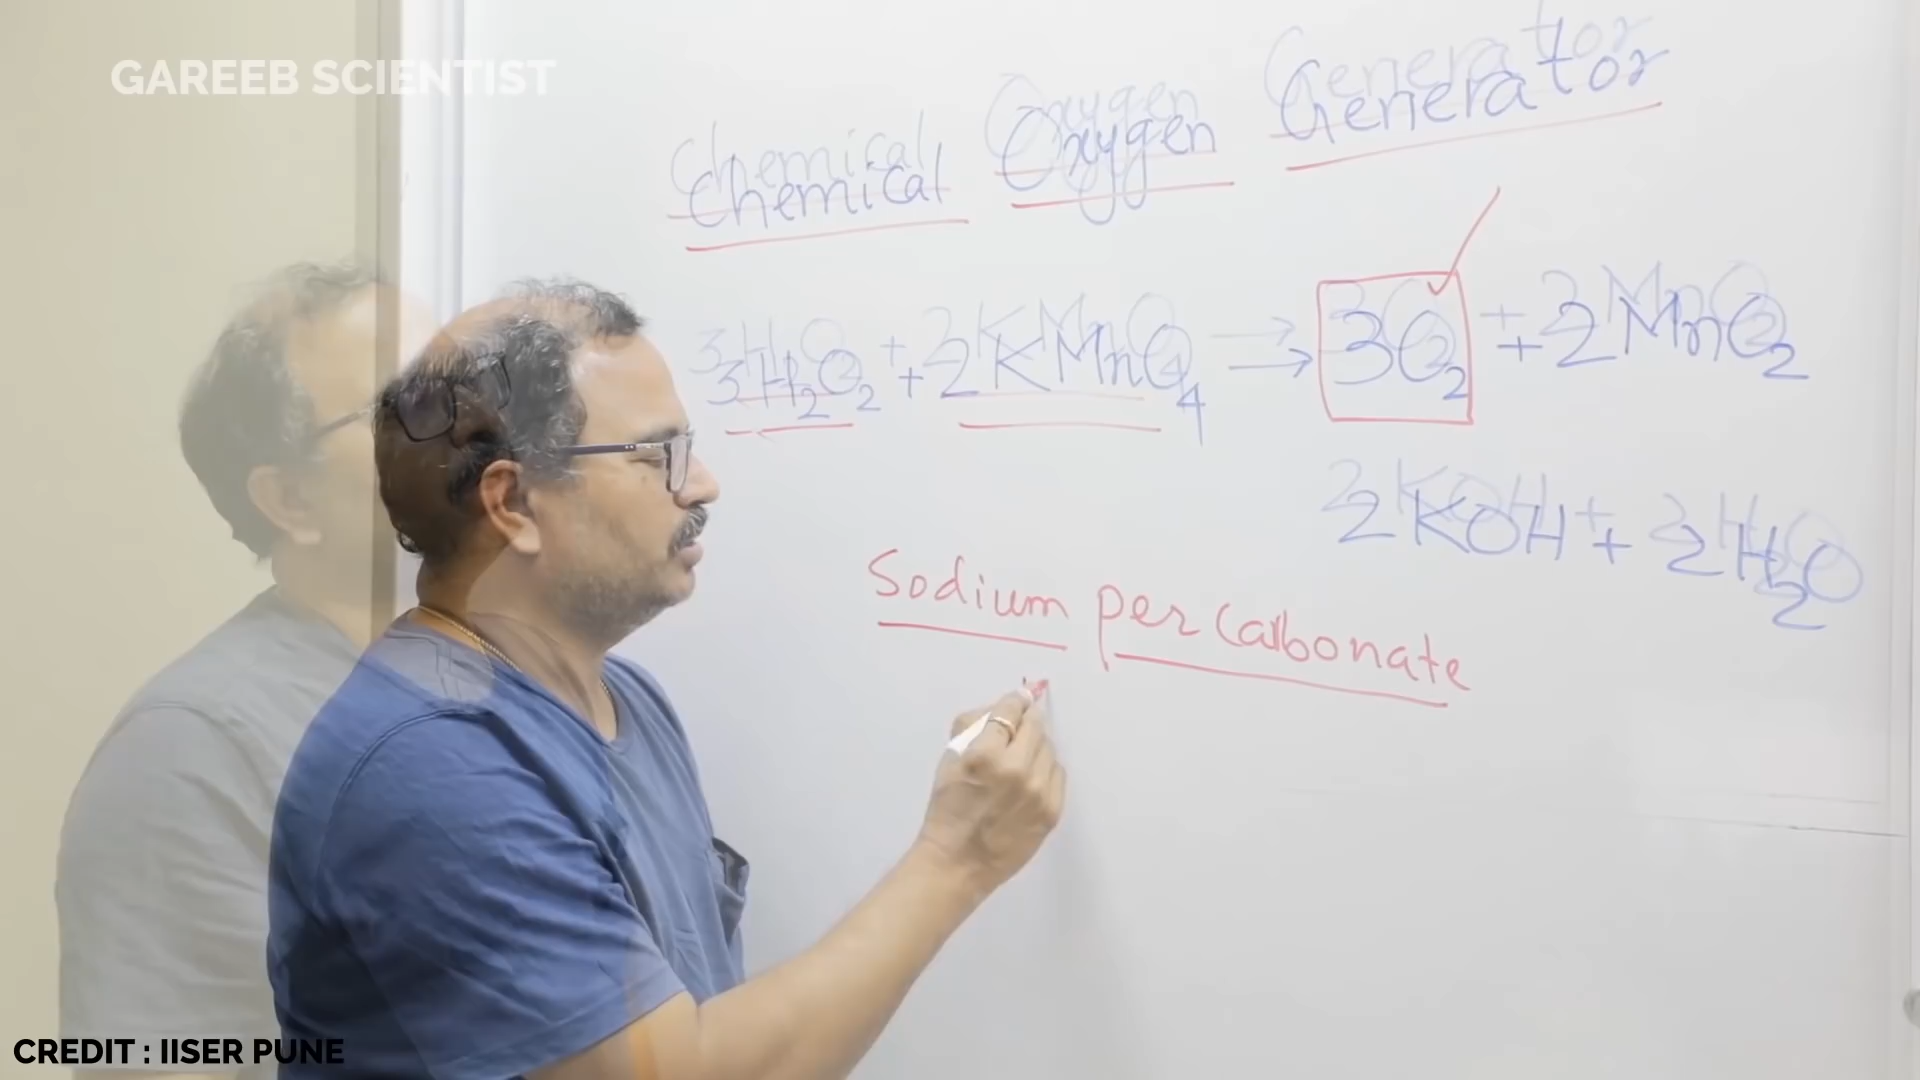 GAREEB SCIENTIST
Chemical Oxygen Generator
3H₂O₂ + 2KMnO₄ → 3O₂ + 2MnO₂
2KOH + 2H₂O
Sodium percarbonate
CREDIT : IISER PUNE